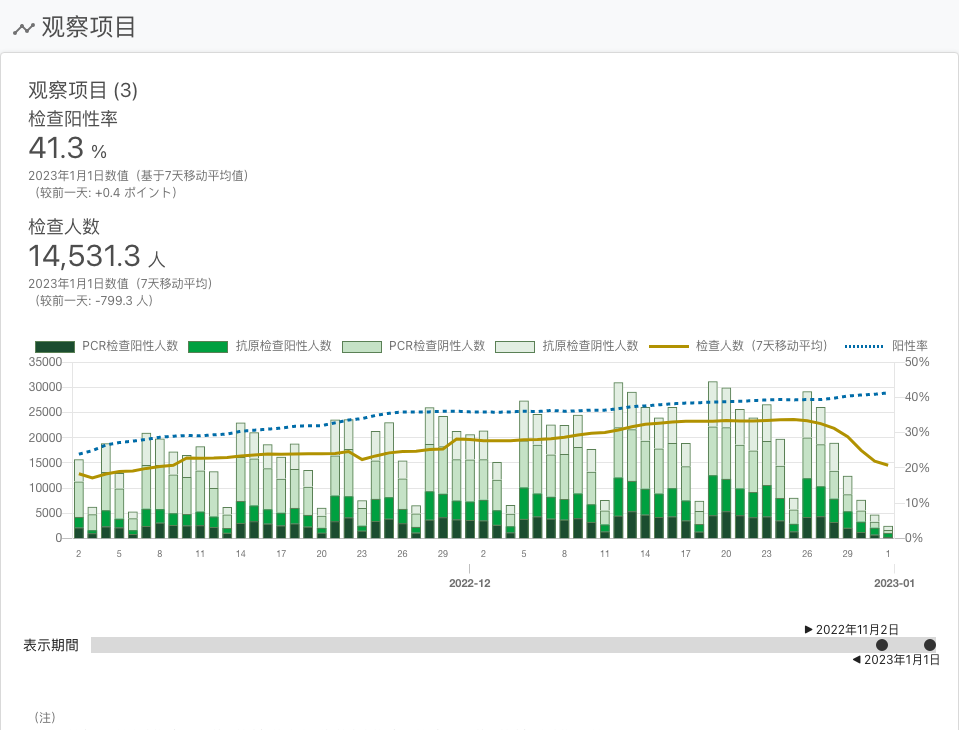 观察项目
观察项目 (3)
检查阳性率
41.3 %
2023年1月1日数值（基于7天移动平均值）
（较前一天: +0.4 ポイント）
检查人数
14,531.3 人
2023年1月1日数值（7天移动平均）
（较前一天: -799.3 人）
PCR检查阳性人数 抗原检查阳性人数 PCR检查阴性人数 抗原检查阴性人数 检查人数（7天移动平均） 阳性率
35000 50%
30000 40%
25000 30%
20000 20%
15000 10%
10000 0%
5000
0
2 5 8 11 14 17 20 23 26 29 2 5 8 11 14 17 20 23 26 29 1
2022-12 2023-01
▶ 2022年11月2日
表示期間
◀ 2023年1月1日
（注）